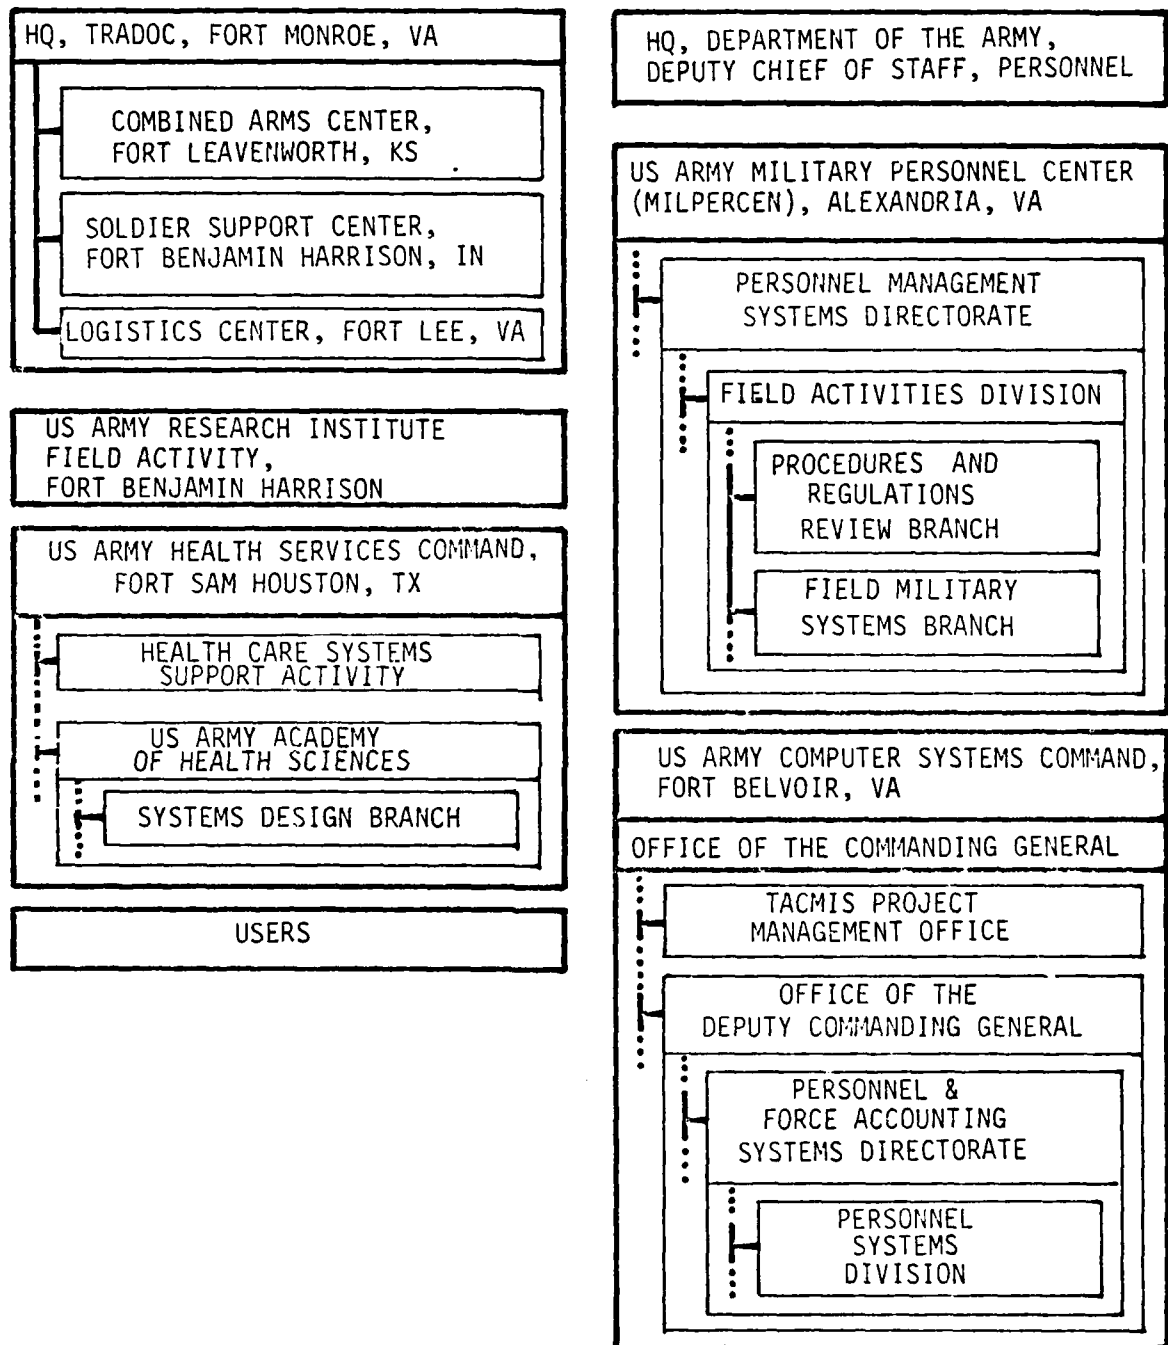 HQ, TRADOC, FORT MONROE, VA
COMBINED ARMS CENTER,
FORT LEAVENWORTH, KS
SOLDIER SUPPORT CENTER,
FORT BENJAMIN HARRISON, IN
LOGISTICS CENTER, FORT LEE, VA
US ARMY RESEARCH INSTITUTE
FIELD ACTIVITY,
FORT BENJAMIN HARRISON
US ARMY HEALTH SERVICES COMMAND,
FORT SAM HOUSTON, TX
HEALTH CARE SYSTEMS
SUPPORT ACTIVITY
US ARMY ACADEMY
OF HEALTH SCIENCES
SYSTEMS DESIGN BRANCH
USERS
HQ, DEPARTMENT OF THE ARMY,
DEPUTY CHIEF OF STAFF, PERSONNEL
US ARMY MILITARY PERSONNEL CENTER
(MILPERCEN), ALEXANDRIA, VA
PERSONNEL MANAGEMENT
SYSTEMS DIRECTORATE
FIELD ACTIVITIES DIVISION
PROCEDURES AND
REGULATIONS
REVIEW BRANCH
FIELD MILITARY
SYSTEMS BRANCH
US ARMY COMPUTER SYSTEMS COMMAND,
FORT BELVOIR, VA
OFFICE OF THE COMMANDING GENERAL
TACMIS PROJECT
MANAGEMENT OFFICE
OFFICE OF THE
DEPUTY COMMANDING GENERAL
PERSONNEL &
FORCE ACCOUNTING
SYSTEMS DIRECTORATE
PERSONNEL
SYSTEMS
DIVISION